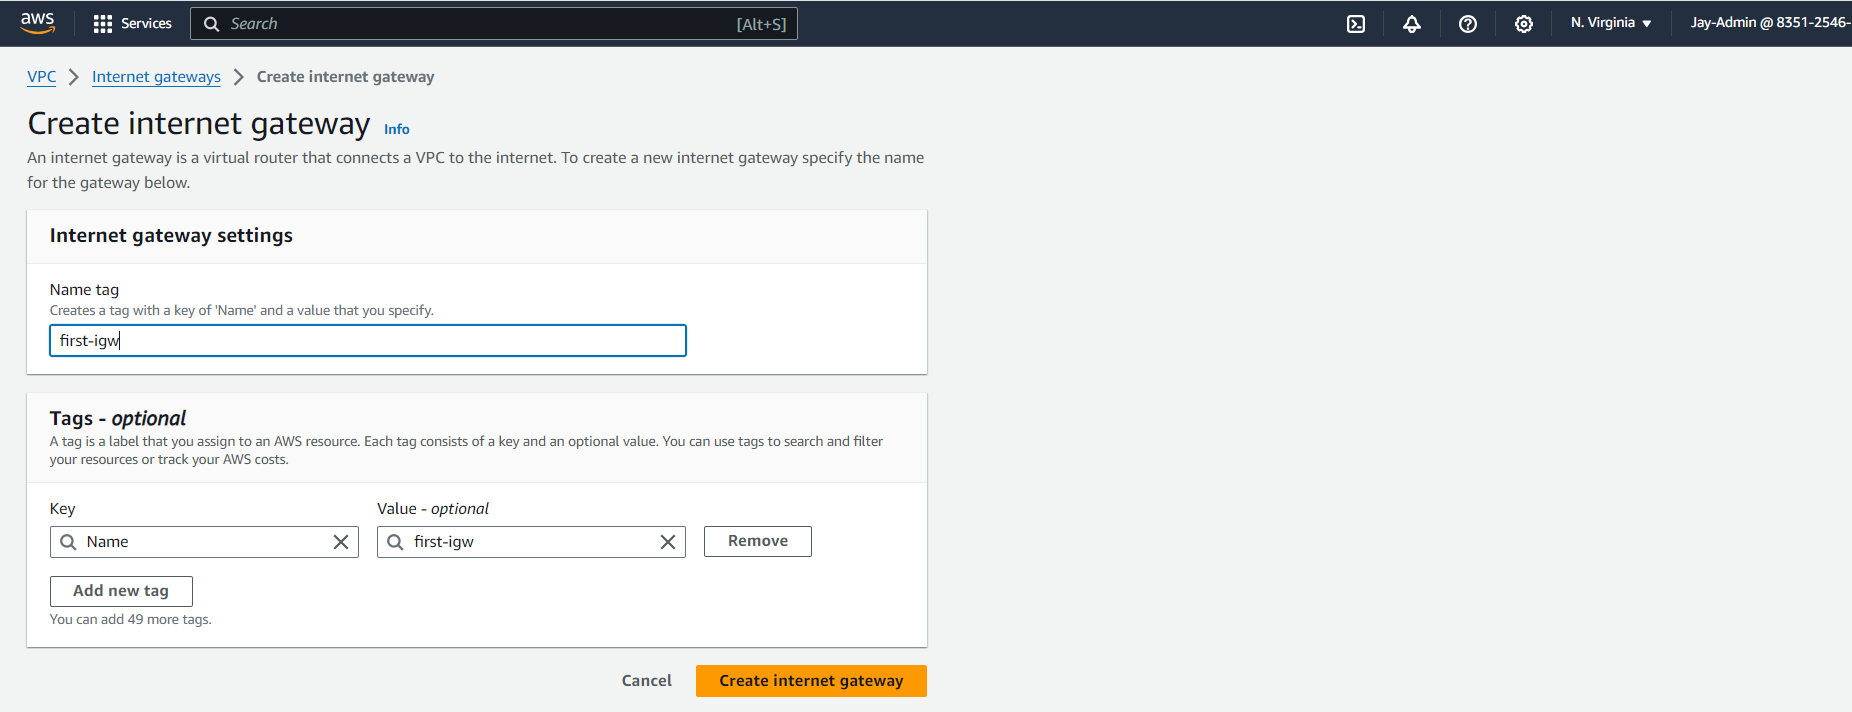 aws Services Search [Alt+S] N. Virginia Jay-Admin @ 8351-2546-
VPC Internet gateways Create internet gateway
Create internet gateway Info
An internet gateway is a virtual router that connects a VPC to the internet. To create a new internet gateway specify the name
for the gateway below.
Internet gateway settings
Name tag
Creates a tag with a key of 'Name' and a value that you specify.
first-igw
Tags - optional
A tag is a label that you assign to an AWS resource. Each tag consists of a key and an optional value. You can use tags to search and filter
your resources or track your AWS costs.
Key Value - optional
Name first-igw Remove
Add new tag
You can add 49 more tags.
Cancel Create internet gateway